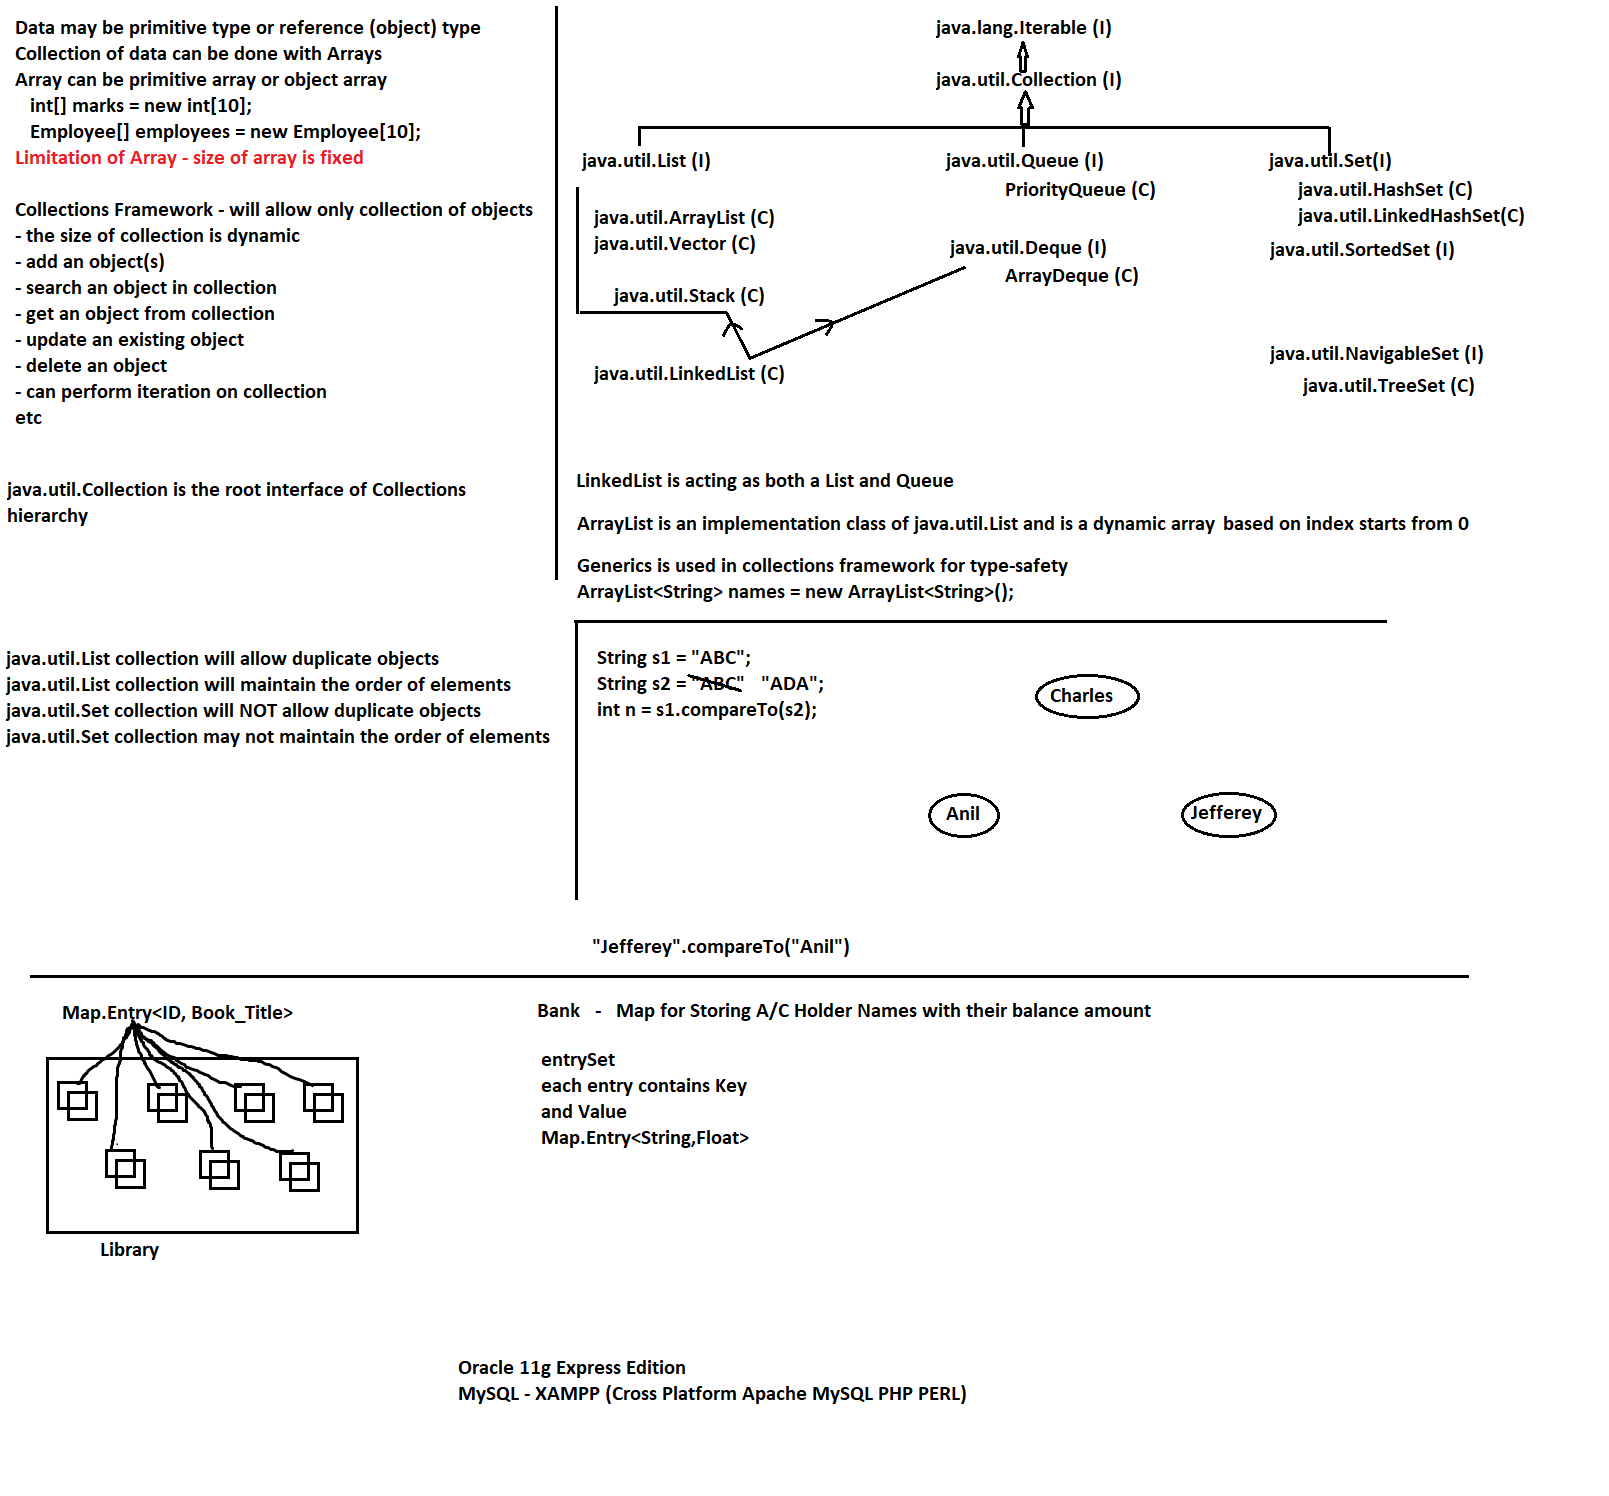 Data may be primitive type or reference (object) type
Collection of data can be done with Arrays
Array can be primitive array or object array
int[] marks = new int[10];
Employee[] employees = new Employee[10];
Limitation of Array - size of array is fixed
Collections Framework - will allow only collection of objects
- the size of collection is dynamic
- add an object(s)
- search an object in collection
- get an object from collection
- update an existing object
- delete an object
- can perform iteration on collection
etc
java.util.Collection is the root interface of Collections
hierarchy
java.util.List collection will allow duplicate objects
java.util.List collection will maintain the order of elements
java.util.Set collection will NOT allow duplicate objects
java.util.Set collection may not maintain the order of elements
java.lang.Iterable (I)
java.util.Collection (I)
java.util.List (I)
java.util.ArrayList (C)
java.util.Vector (C)
java.util.Stack (C)
java.util.LinkedList (C)
java.util.Queue (I)
PriorityQueue (C)
java.util.Deque (I)
ArrayDeque (C)
java.util.Set(I)
java.util.HashSet (C)
java.util.LinkedHashSet(C)
java.util.SortedSet (I)
java.util.NavigableSet (I)
java.util.TreeSet (C)
LinkedList is acting as both a List and Queue
ArrayList is an implementation class of java.util.List and is a dynamic array based on index starts from 0
Generics is used in collections framework for type-safety
ArrayList<String> names = new ArrayList<String>();
String s1 = "ABC";
String s2 = "ABC" "ADA";
int n = s1.compareTo(s2);
Charles
Anil
Jefferey
"Jefferey".compareTo("Anil")
Map.Entry<ID, Book_Title>
Library
Bank - Map for Storing A/C Holder Names with their balance amount
entrySet
each entry contains Key
and Value
Map.Entry<String,Float>
Oracle 11g Express Edition
MySQL - XAMPP (Cross Platform Apache MySQL PHP PERL)